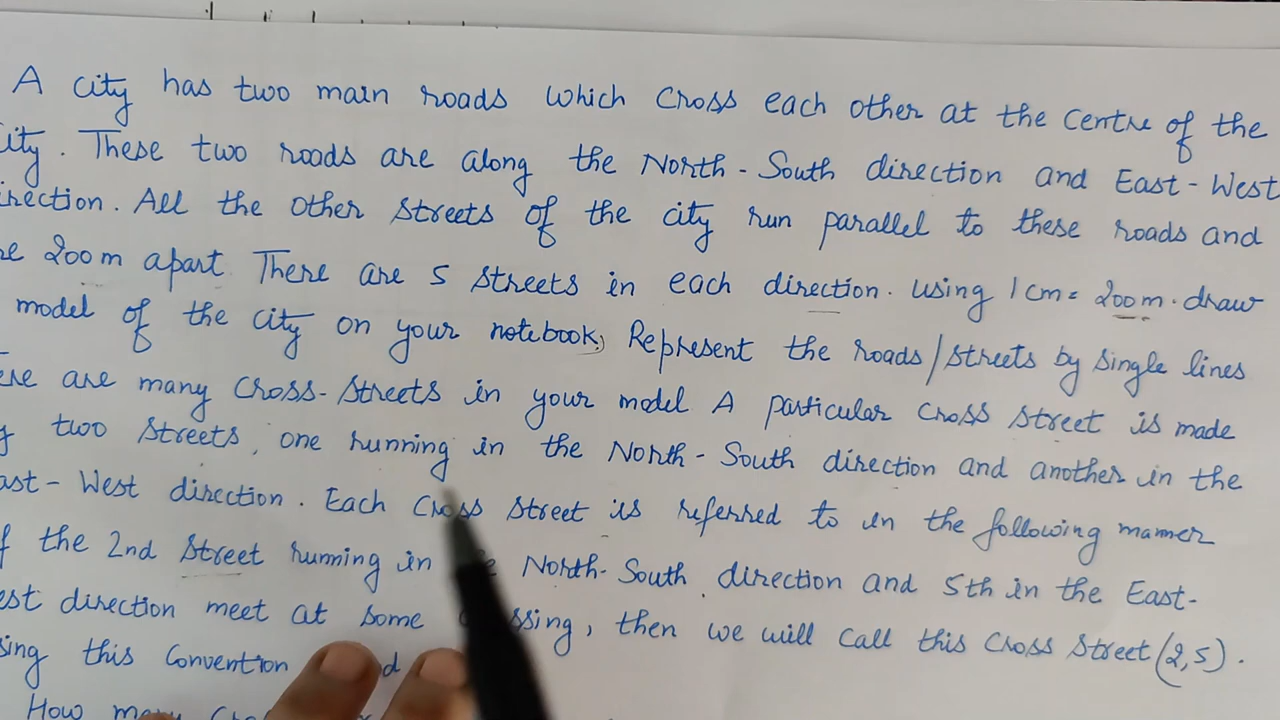 A city has two main roads which cross each other at the centre of the
ity. These two roads are along the North-South direction and East-West
irection. All the other streets of the city run parallel to these roads and
re 200m apart There are 5 streets in each direction. Using 1cm = 200m. draw
model of the city on your notebook, Represent the roads/streets by single lines
ere are many cross-streets in your model A particular cross street is made
two streets, one running in the North-South direction and another in the
ast-West direction. Each cross street is referred to in the following manner
f the 2nd street running in North-South direction and 5th in the East-
est direction meet at some ssing, then we will call this cross street (2,5).
sing this convention d
How many